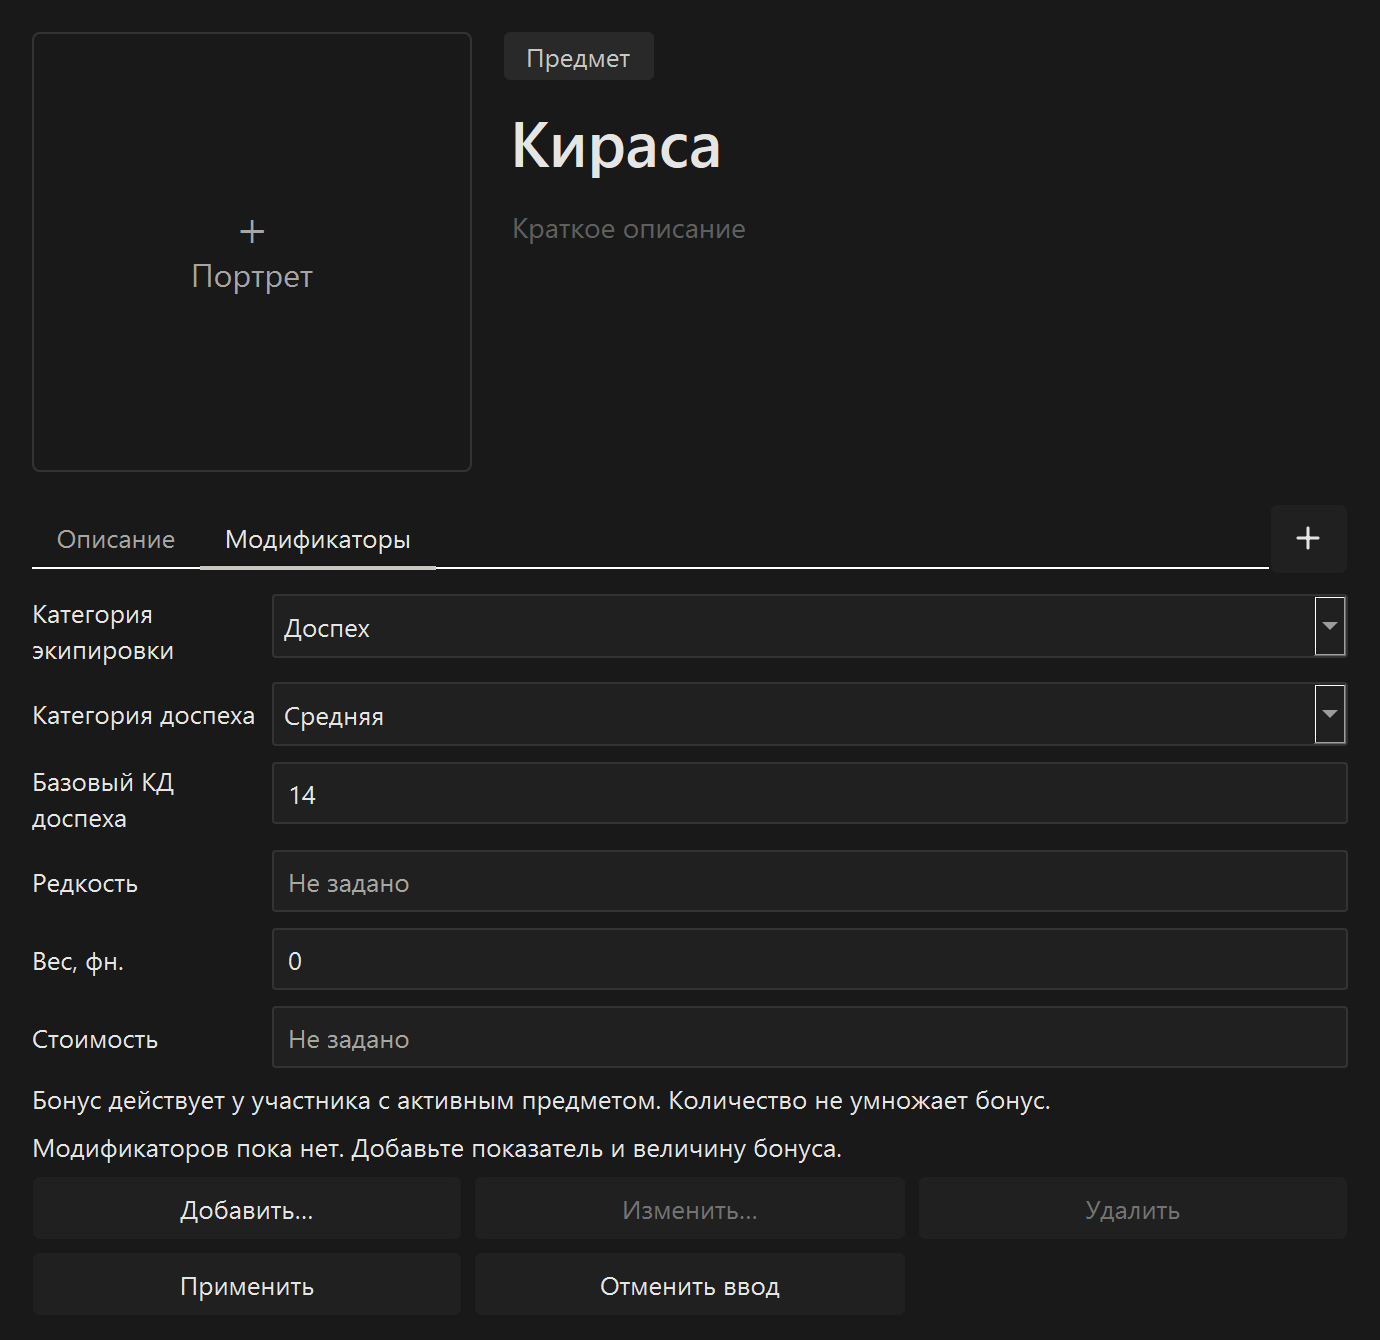 Предмет
Кираса
Краткое описание
+
Портрет
Описание
Модификаторы
+
Категория
экипировки
Доспех
Категория доспеха
Средняя
Базовый КД
доспеха
14
Редкость
Не задано
Вес, фн.
0
Стоимость
Не задано
Бонус действует у участника с активным предметом. Количество не умножает бонус.
Модификаторов пока нет. Добавьте показатель и величину бонуса.
Добавить...
Изменить...
Удалить
Применить
Отменить ввод